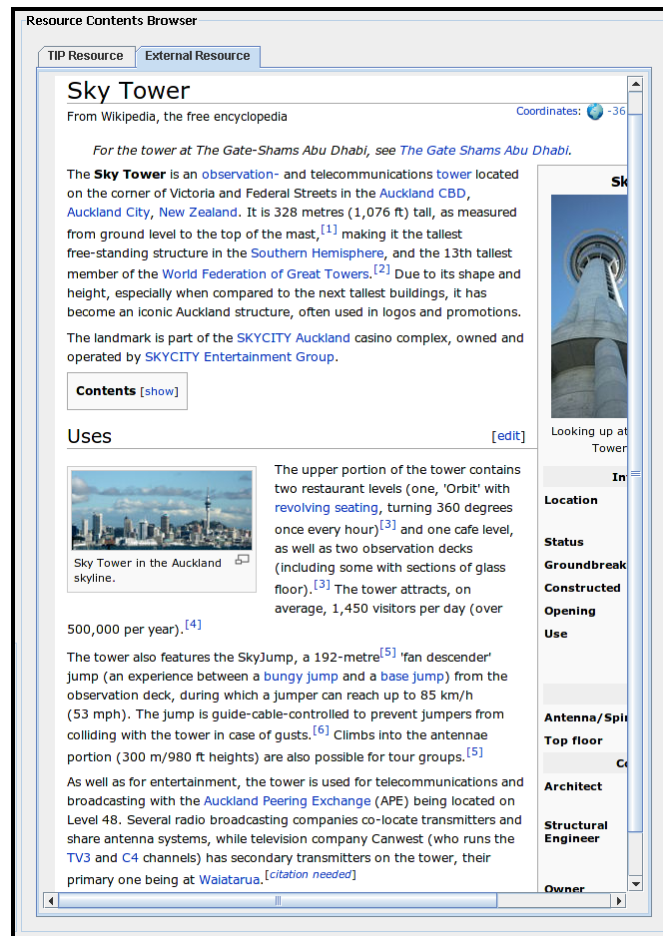 Resource Contents Browser
TIP Resource
External Resource
Sky Tower
From Wikipedia, the free encyclopedia
Coordinates: -36
For the tower at The Gate-Shams Abu Dhabi, see The Gate Shams Abu Dhabi.
The Sky Tower is an observation- and telecommunications tower located
on the corner of Victoria and Federal Streets in the Auckland CBD,
Auckland City, New Zealand. It is 328 metres (1,076 ft) tall, as measured
from ground level to the top of the mast,[1] making it the tallest
free-standing structure in the Southern Hemisphere, and the 13th tallest
member of the World Federation of Great Towers.[2] Due to its shape and
height, especially when compared to the next tallest buildings, it has
become an iconic Auckland structure, often used in logos and promotions.
The landmark is part of the SKYCITY Auckland casino complex, owned and
operated by SKYCITY Entertainment Group.
Contents [show]
Uses
[edit]
The upper portion of the tower contains
two restaurant levels (one, 'Orbit' with
revolving seating, turning 360 degrees
once every hour)[3] and one cafe level,
as well as two observation decks
(including some with sections of glass
floor).[3] The tower attracts, on
average, 1,450 visitors per day (over
500,000 per year).[4]
Sky Tower in the Auckland
skyline.
The tower also features the SkyJump, a 192-metre[5] 'fan descender'
jump (an experience between a bungy jump and a base jump) from the
observation deck, during which a jumper can reach up to 85 km/h
(53 mph). The jump is guide-cable-controlled to prevent jumpers from
colliding with the tower in case of gusts.[6] Climbs into the antennae
portion (300 m/980 ft heights) are also possible for tour groups.[5]
As well as for entertainment, the tower is used for telecommunications and
broadcasting with the Auckland Peering Exchange (APE) being located on
Level 48. Several radio broadcasting companies co-locate transmitters and
share antenna systems, while television company Canwest (who runs the
TV3 and C4 channels) has secondary transmitters on the tower, their
primary one being at Waiatarua.[citation needed]
Sk
Looking up at
Tower
In
Location
Status
Groundbreak
Constructed
Opening
Use
Antenna/Spi
Top floor
Co
Architect
Structural
Engineer
Owner